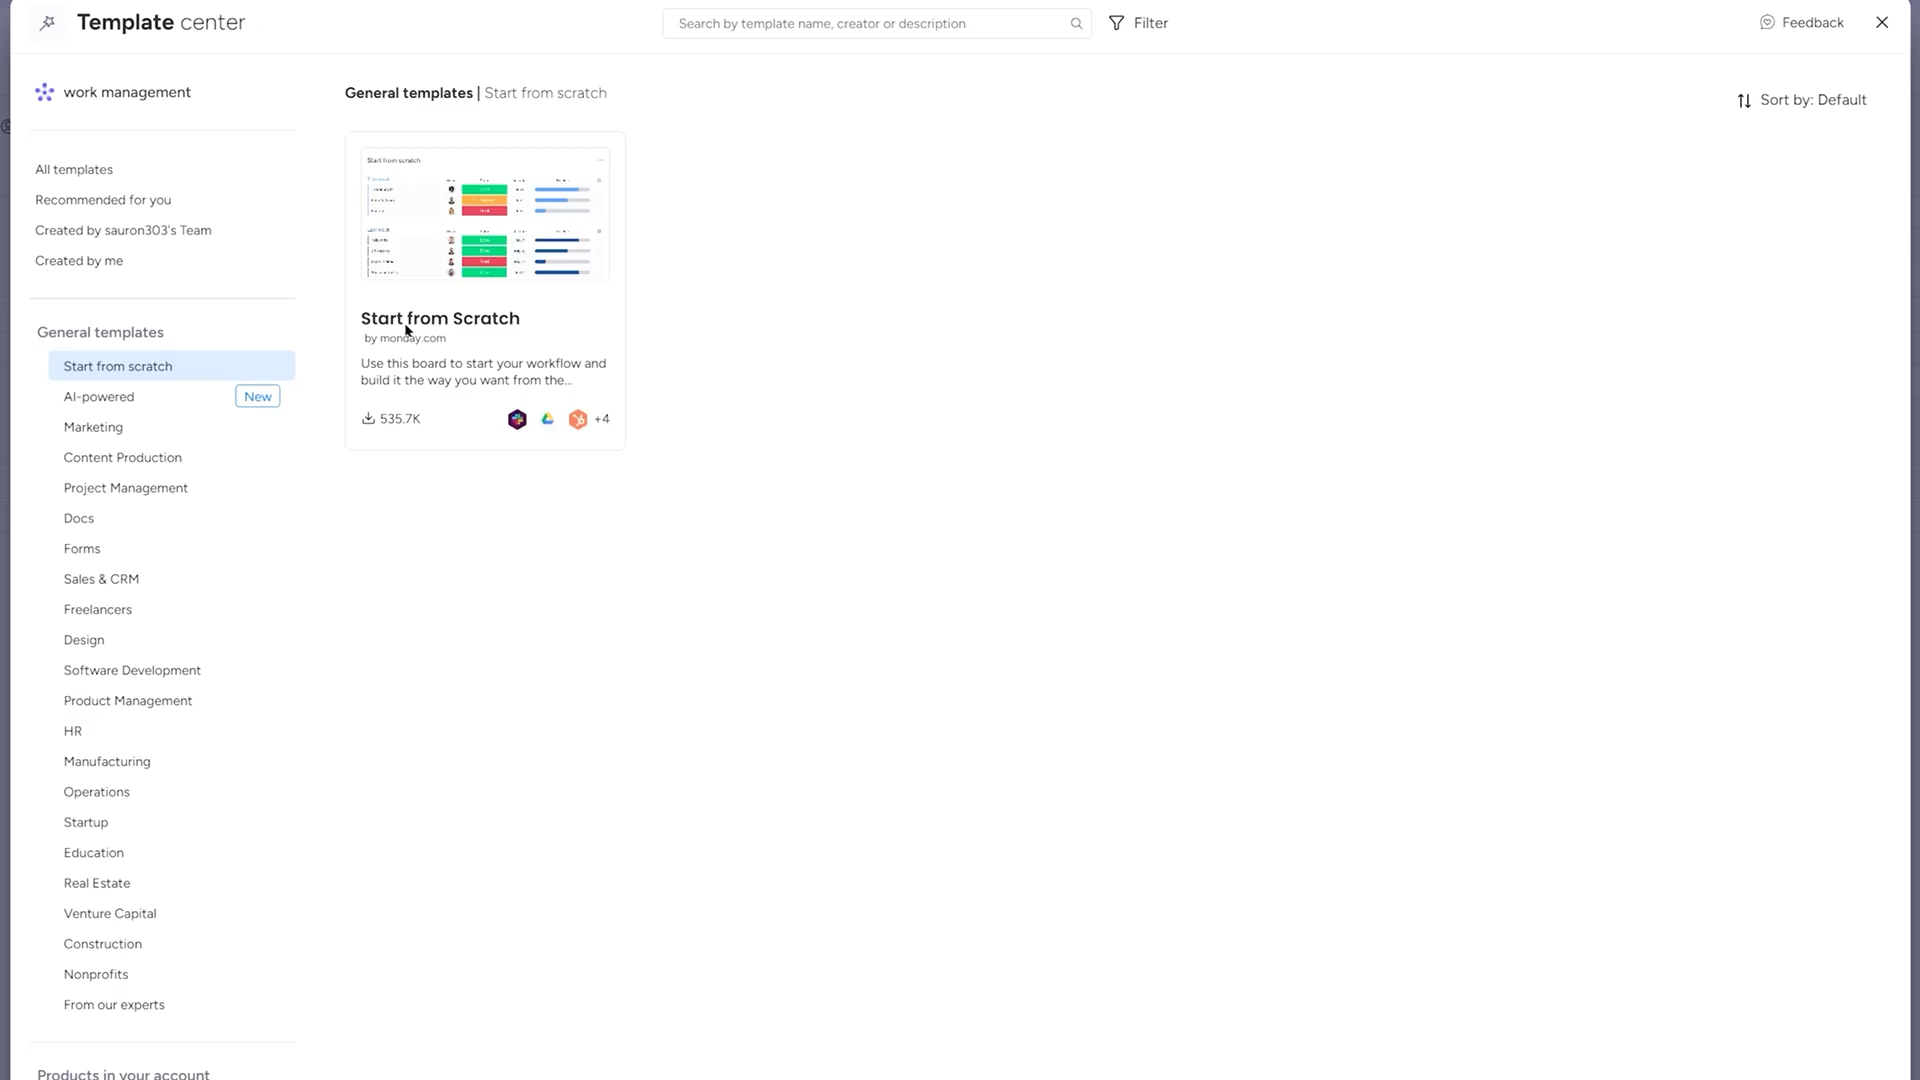 Template center
Search by template name, creator or description
Filter
Feedback
work management
General templates | Start from scratch
Sort by: Default
All templates
Recommended for you
Created by sauron303's Team
Created by me
General templates
Start from scratch
AI-powered
New
Marketing
Content Production
Project Management
Docs
Forms
Sales & CRM
Freelancers
Design
Software Development
Product Management
HR
Manufacturing
Operations
Startup
Education
Real Estate
Venture Capital
Construction
Nonprofits
From our experts
Products in your account
Start from scratch
Start from Scratch
by monday.com
Use this board to start your workflow and
build it the way you want from the...
535.7K
+4